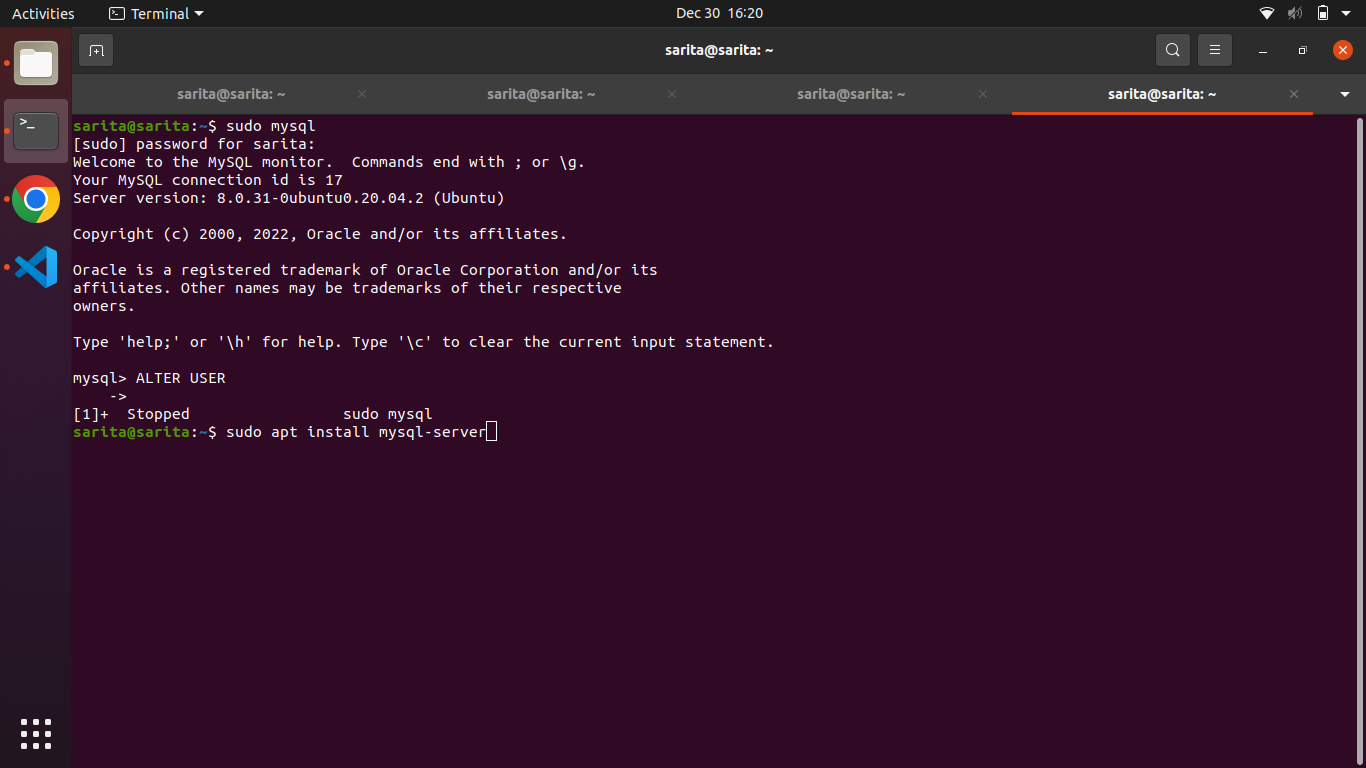 Activities Terminal Dec 30 16:20
sarita@sarita: ~
sarita@sarita: ~ sarita@sarita: ~ sarita@sarita: ~ sarita@sarita: ~
sarita@sarita:~$ sudo mysql
[sudo] password for sarita:
Welcome to the MySQL monitor.  Commands end with ; or \g.
Your MySQL connection id is 17
Server version: 8.0.31-0ubuntu0.20.04.2 (Ubuntu)
Copyright (c) 2000, 2022, Oracle and/or its affiliates.
Oracle is a registered trademark of Oracle Corporation and/or its
affiliates. Other names may be trademarks of their respective
owners.
Type 'help;' or '\h' for help. Type '\c' to clear the current input statement.
mysql> ALTER USER
    ->
[1]+  Stopped                 sudo mysql
sarita@sarita:~$ sudo apt install mysql-server